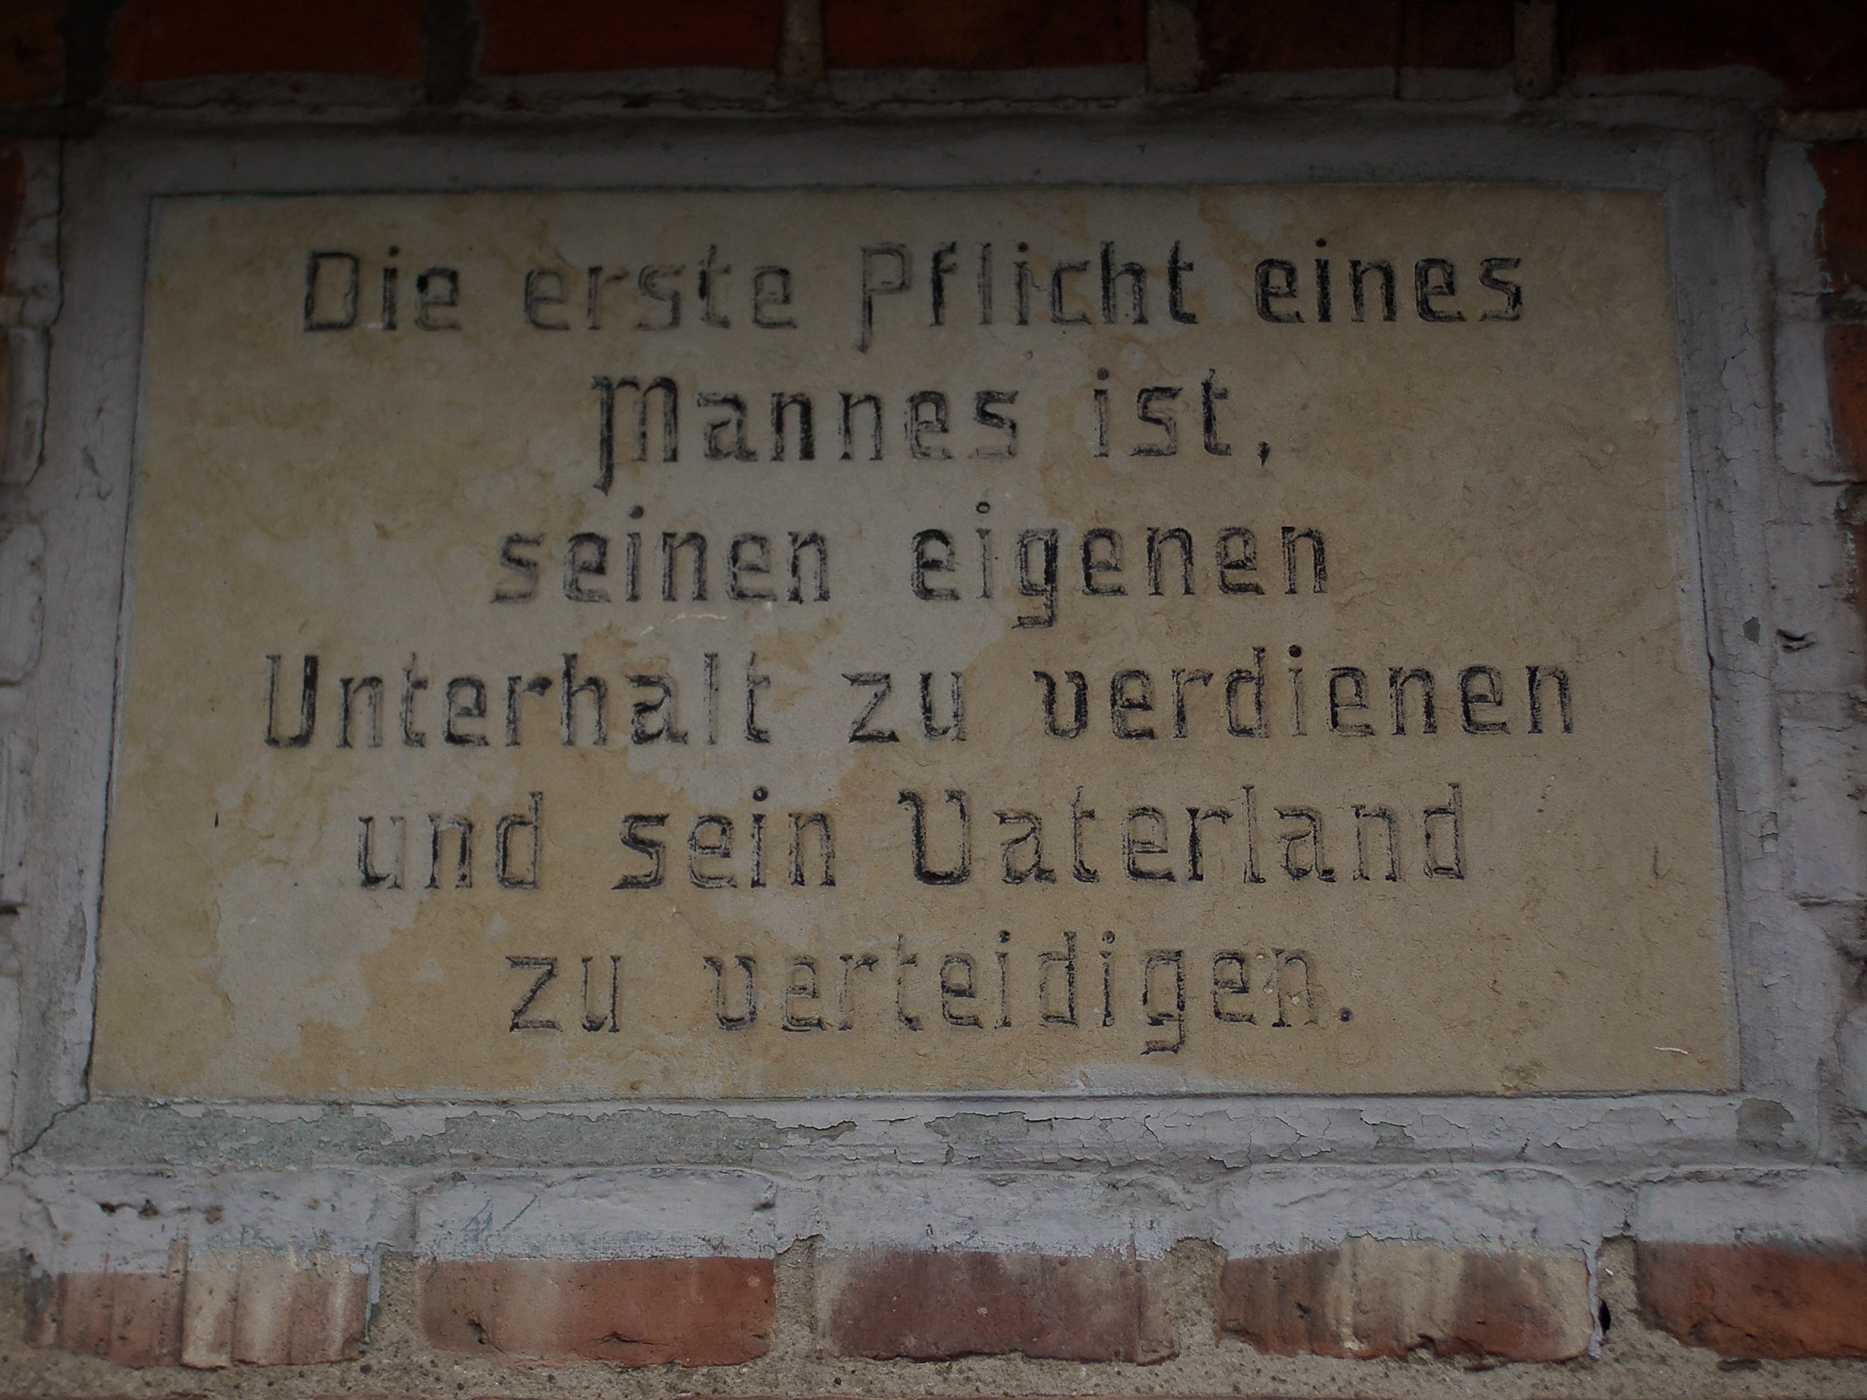 Die erste Pflicht eines
Mannes ist,
seinen eigenen
Unterhalt zu verdienen
und sein Vaterland
zu verteidigen.